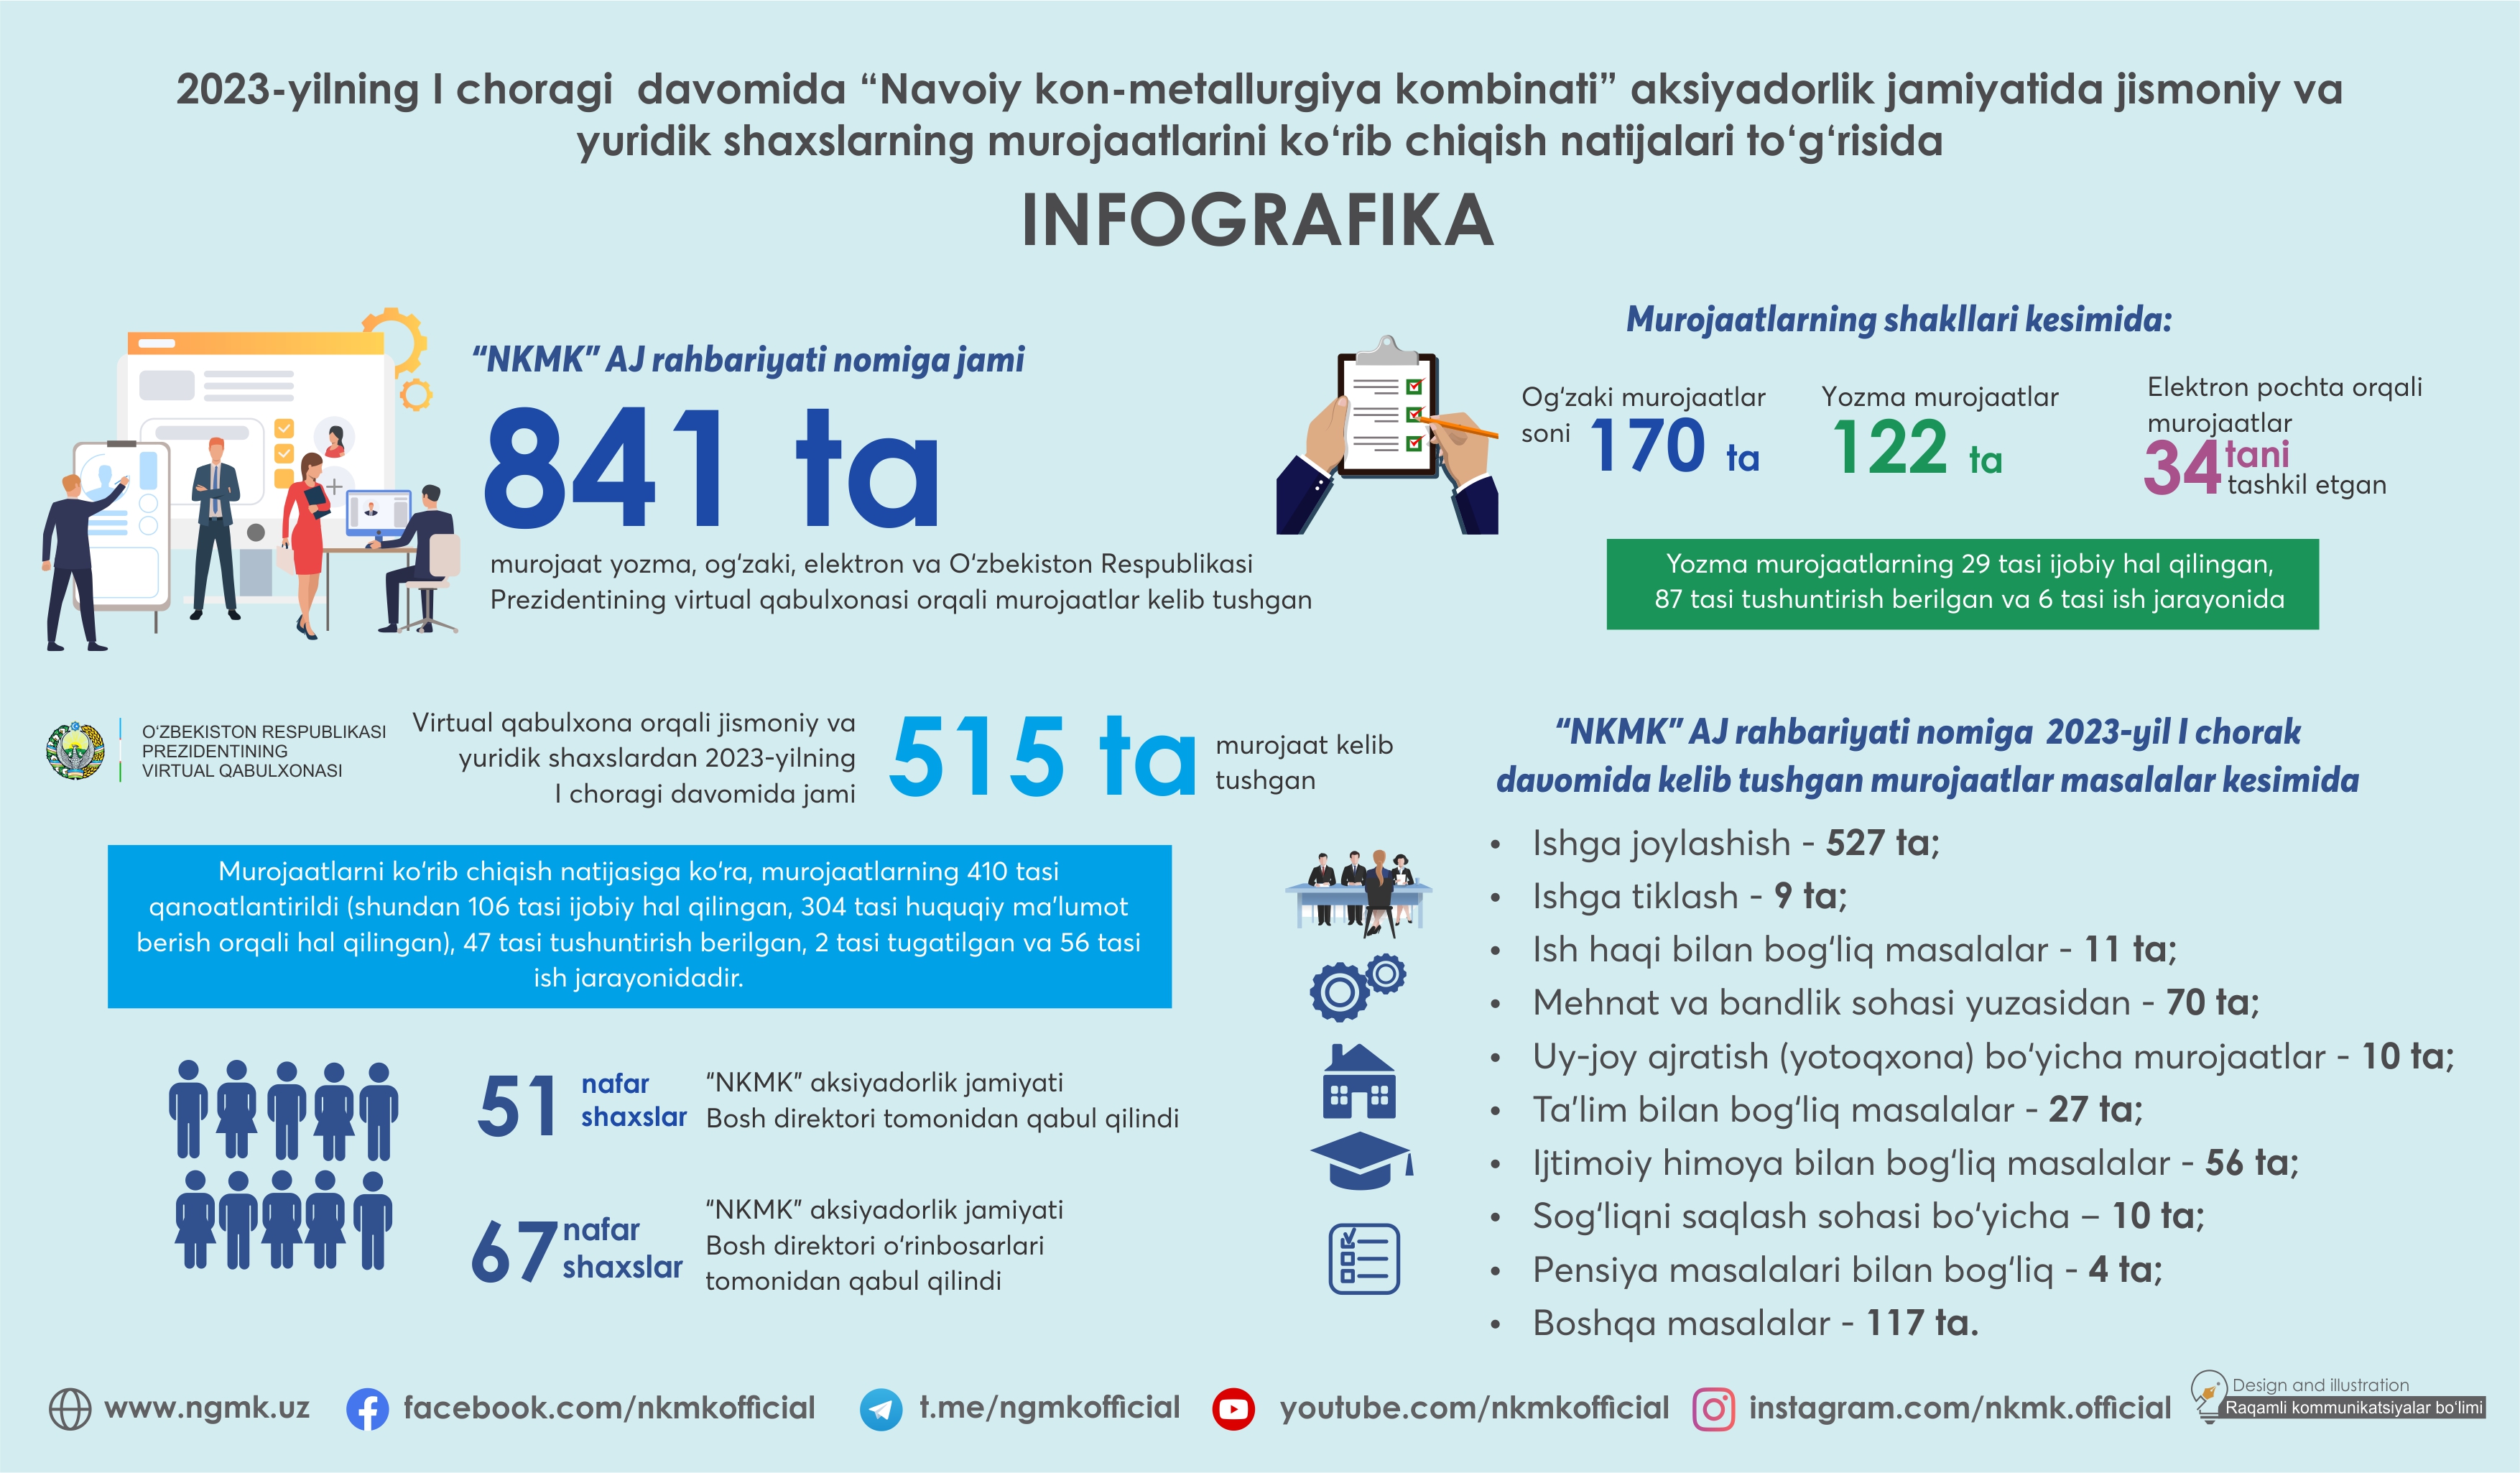 2023-yilning I choragi davomida “Navoiy kon-metallurgiya kombinati” aksiyadorlik jamiyatida jismoniy va
yuridik shaxslarning murojaatlarini ko‘rib chiqish natijalari to‘g‘risida
INFOGRAFIKA
“NKMK” AJ rahbariyati nomiga jami
841 ta
murojaat yozma, og‘zaki, elektron va O‘zbekiston Respublikasi
Prezidentining virtual qabulxonasi orqali murojaatlar kelib tushgan
Murojaatlarning shakllari kesimida:
Og‘zaki murojaatlar
soni 170 ta
Yozma murojaatlar
122 ta
Elektron pochta orqali
murojaatlar
34 tani
tashkil etgan
Yozma murojaatlarning 29 tasi ijobiy hal qilingan,
87 tasi tushuntirish berilgan va 6 tasi ish jarayonida
O‘ZBEKISTON RESPUBLIKASI
PREZIDENTINING
VIRTUAL QABULXONASI
Virtual qabulxona orqali jismoniy va
yuridik shaxslardan 2023-yilning
I choragi davomida jami
515 ta
murojaat kelib
tushgan
Murojaatlarni ko‘rib chiqish natijasiga ko‘ra, murojaatlarning 410 tasi
qanoatlantirildi (shundan 106 tasi ijobiy hal qilingan, 304 tasi huquqiy ma’lumot
berish orqali hal qilingan), 47 tasi tushuntirish berilgan, 2 tasi tugatilgan va 56 tasi
ish jarayonidadir.
51 nafar
shaxslar
“NKMK” aksiyadorlik jamiyati
Bosh direktori tomonidan qabul qilindi
67 nafar
shaxslar
“NKMK” aksiyadorlik jamiyati
Bosh direktori o‘rinbosarlari
tomonidan qabul qilindi
“NKMK” AJ rahbariyati nomiga 2023-yil I chorak
davomida kelib tushgan murojaatlar masalalar kesimida
• Ishga joylashish - 527 ta;
• Ishga tiklash - 9 ta;
• Ish haqi bilan bog‘liq masalalar - 11 ta;
• Mehnat va bandlik sohasi yuzasidan - 70 ta;
• Uy-joy ajratish (yotoqxona) bo‘yicha murojaatlar - 10 ta;
• Ta’lim bilan bog‘liq masalalar - 27 ta;
• Ijtimoiy himoya bilan bog‘liq masalalar - 56 ta;
• Sog‘liqni saqlash sohasi bo‘yicha – 10 ta;
• Pensiya masalalari bilan bog‘liq - 4 ta;
• Boshqa masalalar - 117 ta.
www.ngmk.uz
facebook.com/nkmkofficial
t.me/ngmkofficial
youtube.com/nkmkofficial
instagram.com/nkmk.official
Design and illustration
Raqamli kommunikatsiyalar bo‘limi